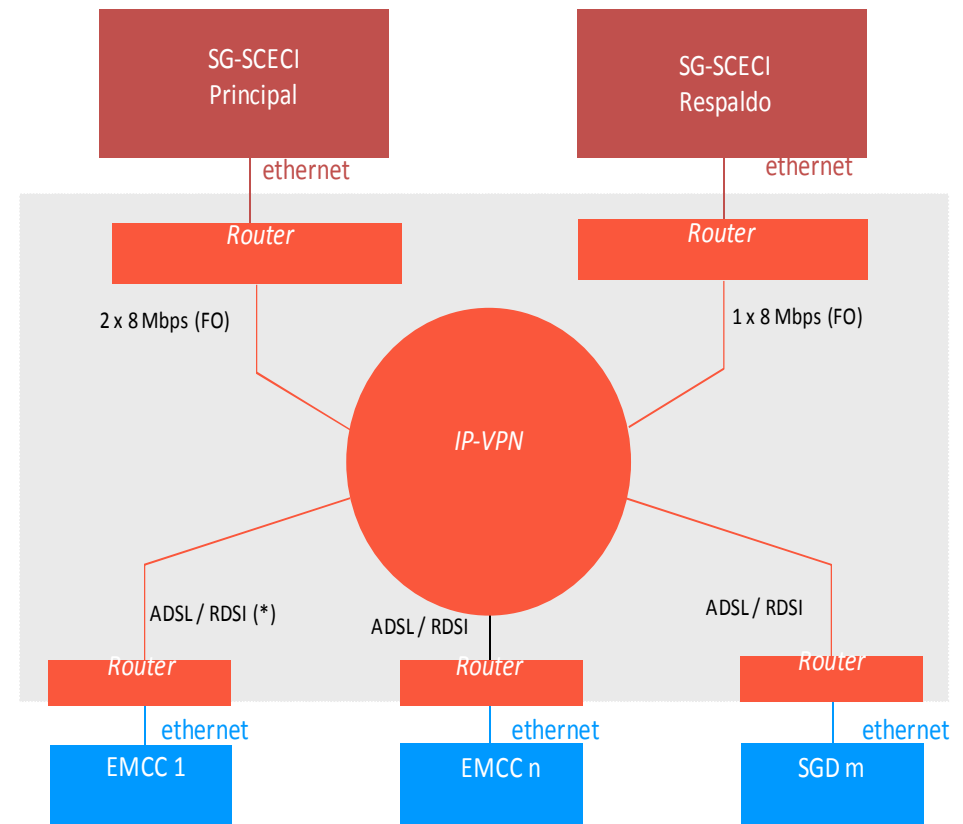 SG-SCECI
Principal
SG-SCECI
Respaldo
ethernet
ethernet
Router
Router
2 x 8 Mbps (FO)
1 x 8 Mbps (FO)
IP-VPN
ADSL / RDSI (*)
ADSL / RDSI
ADSL / RDSI
Router
Router
Router
ethernet
ethernet
ethernet
EMCC 1
EMCC n
SGD m